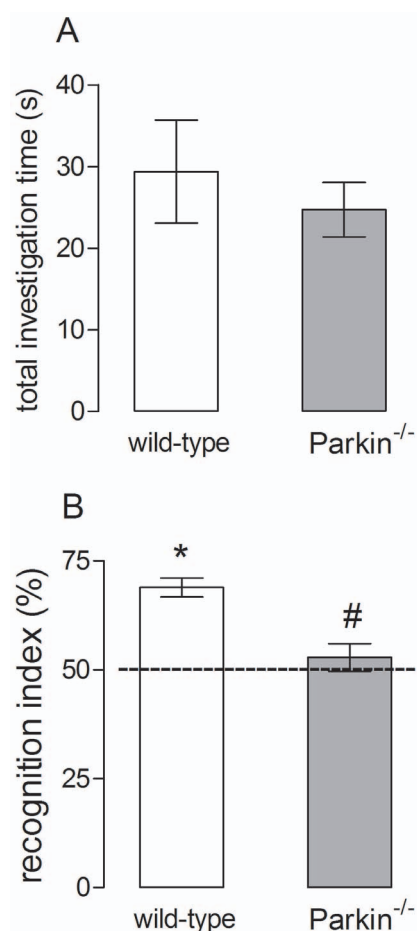 A
total investigation time (s)
40
30
20
10
0
wild-type
Parkin⁻/⁻
B
recognition index (%)
75
50
25
0
*
#
wild-type
Parkin⁻/⁻